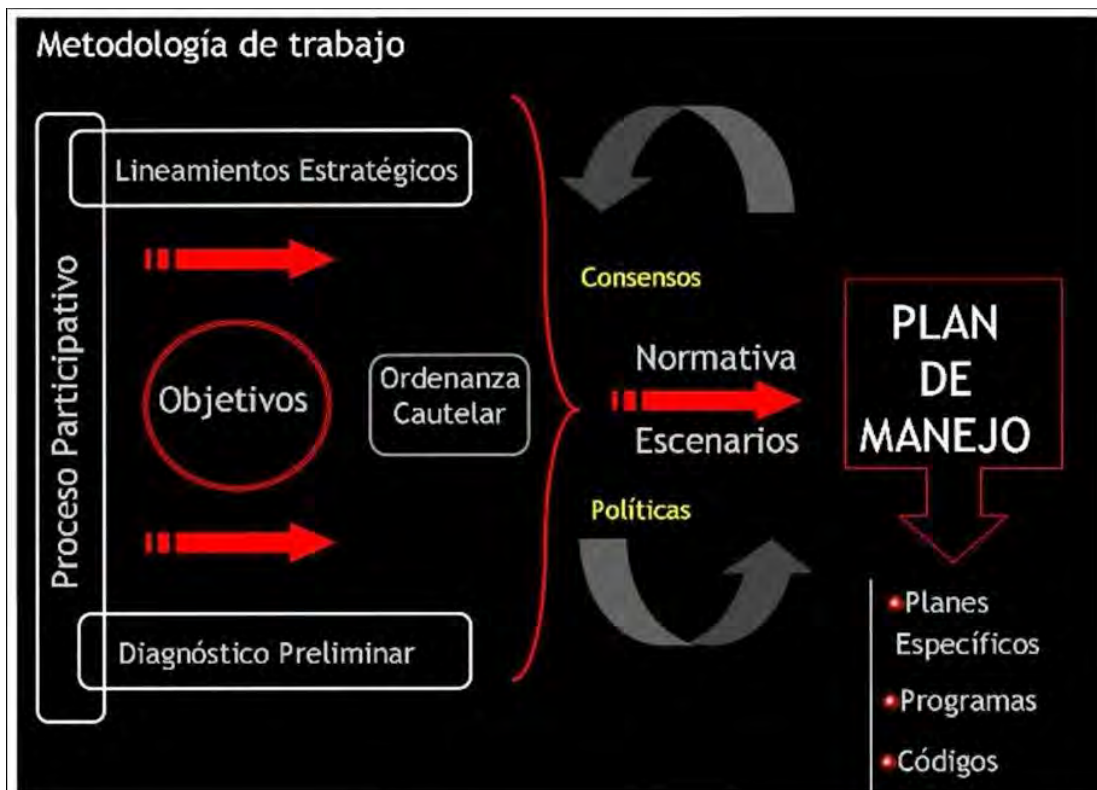 Metodología de trabajo
Proceso Participativo
Lineamientos Estratégicos
Objetivos
Ordenanza
Cautelar
Diagnóstico Preliminar
Consensos
Normativa
Escenarios
Políticas
PLAN
DE
MANEJO
Planes
Específicos
Programas
Códigos